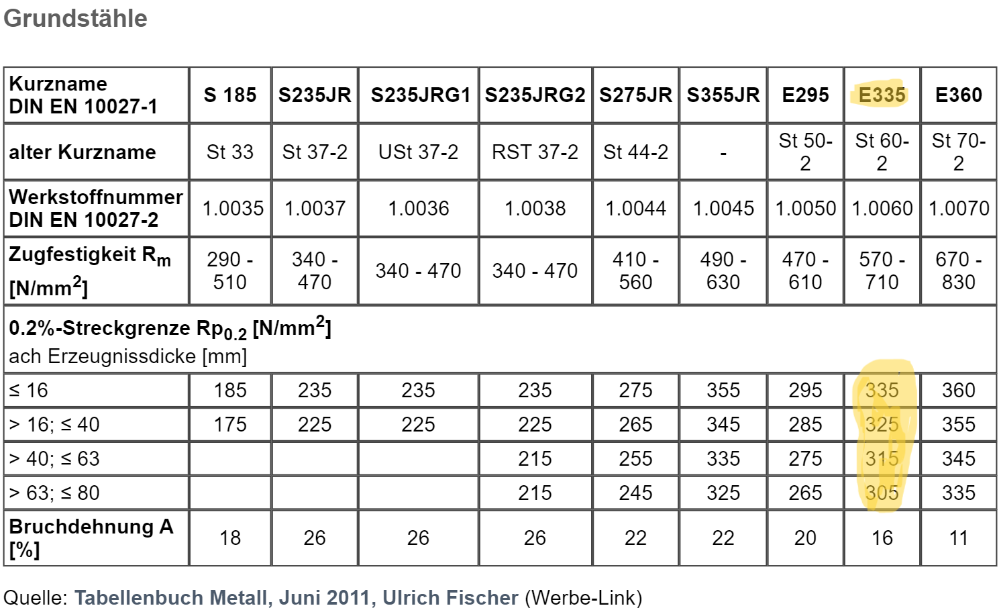 Grundstähle
Kurzname
DIN EN 10027-1
S 185 S235JR S235JRG1 S235JRG2 S275JR S355JR E295 E335 E360
alter Kurzname
St 33 St 37-2 USt 37-2 RST 37-2 St 44-2 - St 50-2 St 60-2 St 70-2
Werkstoffnummer
DIN EN 10027-2
1.0035 1.0037 1.0036 1.0038 1.0044 1.0045 1.0050 1.0060 1.0070
Zugfestigkeit Rm
[N/mm2]
290 - 510 340 - 470 340 - 470 340 - 470 410 - 560 490 - 630 470 - 610 570 - 710 670 - 830
0.2%-Streckgrenze Rp0.2 [N/mm2]
ach Erzeugnissdicke [mm]
≤ 16 185 235 235 235 275 355 295 335 360
> 16; ≤ 40 175 225 225 225 265 345 285 325 355
> 40; ≤ 63 215 255 335 275 315 345
> 63; ≤ 80 215 245 325 265 305 335
Bruchdehnung A
[%]
18 26 26 26 22 22 20 16 11
Quelle: Tabellenbuch Metall, Juni 2011, Ulrich Fischer (Werbe-Link)